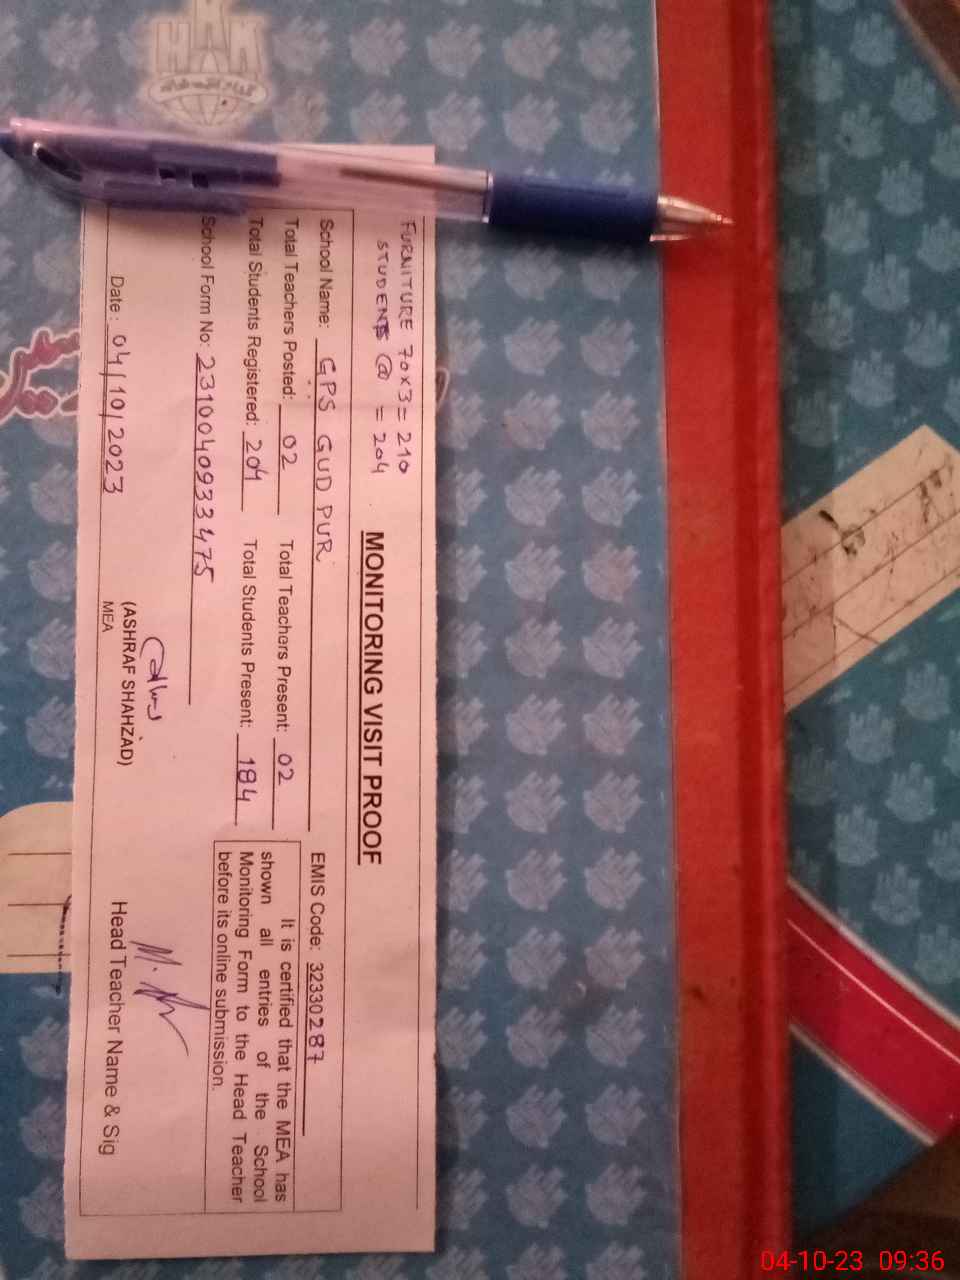 FURNITURE 70x3 = 210
STUDENTS @ = 204
MONITORING VISIT PROOF
School Name: GPS GUD PUR EMIS Code: 32330287
Total Teachers Posted: 02 Total Teachers Present: 02
Total Students Registered: 204 Total Students Present: 184
It is certified that the MEA has shown all entries of the School Monitoring Form to the Head Teacher before its online submission.
School Form No: 2310040933475
Date: 04/10/2023
(ASHRAF SHAHZAD)
MEA
Head Teacher Name & Sig
04-10-23 09:36